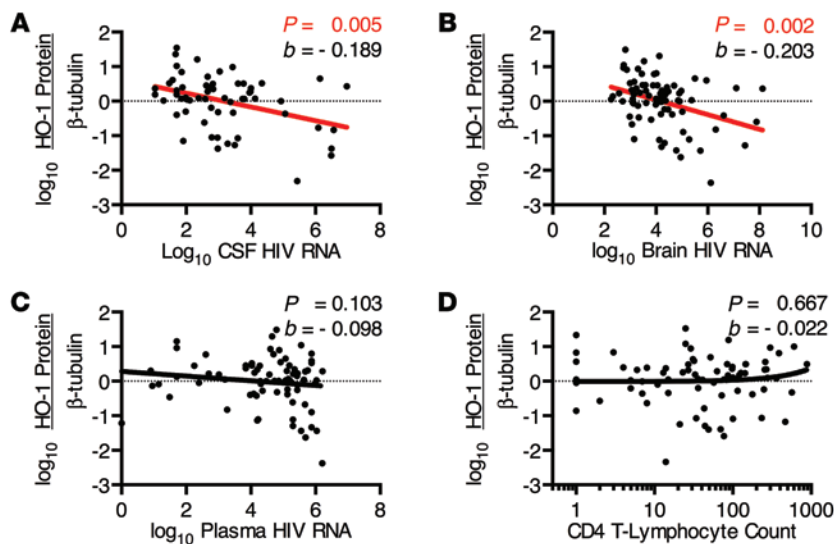 A
P = 0.005
b = - 0.189
log10 HO-1 Protein
β-tubulin
2
1
0
-1
-2
-3
0 2 4 6 8
Log10 CSF HIV RNA
B
P = 0.002
b = - 0.203
log10 HO-1 Protein
β-tubulin
2
1
0
-1
-2
-3
0 2 4 6 8 10
log10 Brain HIV RNA
C
P = 0.103
b = - 0.098
log10 HO-1 Protein
β-tubulin
2
1
0
-1
-2
-3
0 2 4 6 8
log10 Plasma HIV RNA
D
P = 0.667
b = - 0.022
log10 HO-1 Protein
β-tubulin
2
1
0
-1
-2
-3
1 10 100 1000
CD4 T-Lymphocyte Count